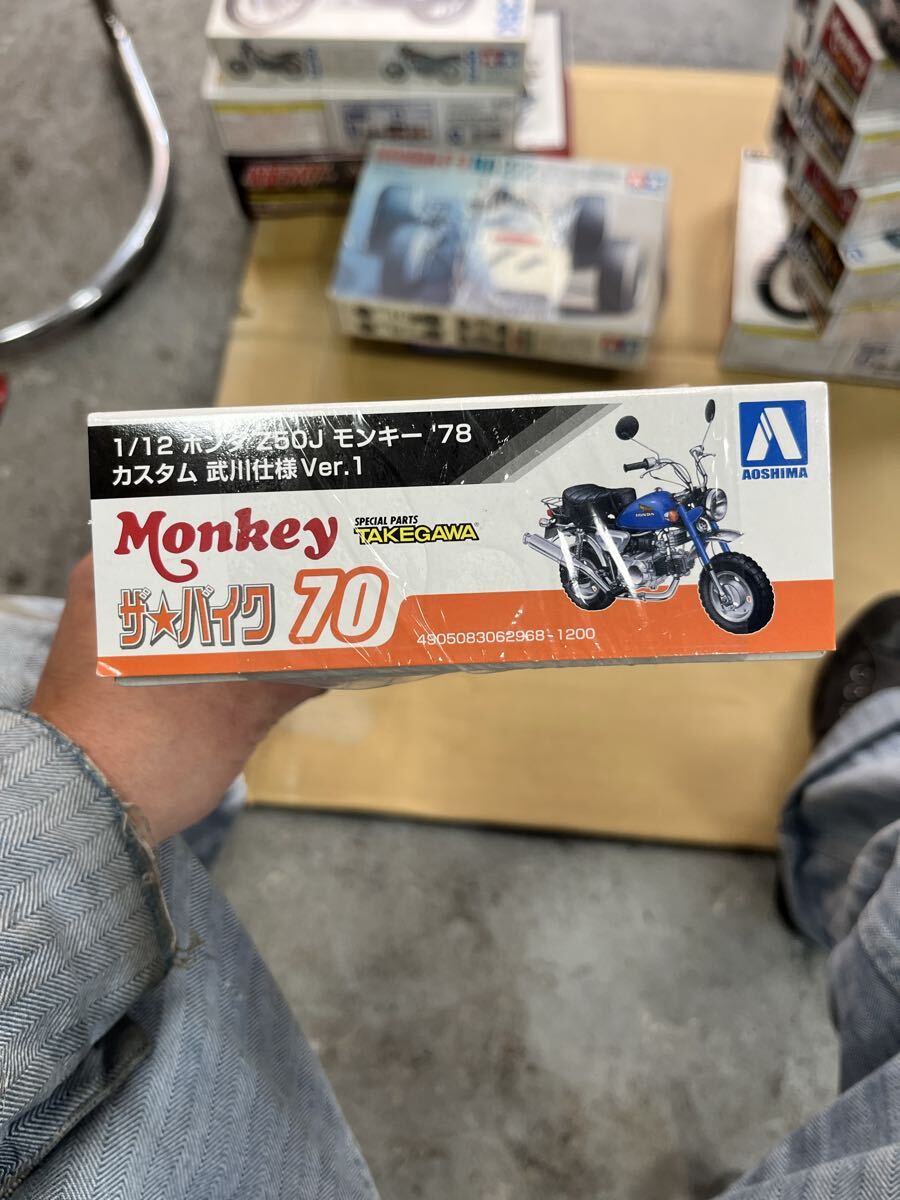 1/12 ホンダ Z50J モンキー '78
カスタム 武川仕様 Ver.1
AOSHIMA
Monkey
SPECIAL PARTS
TAKEGAWA
ザ★バイク 70
HONDA
4905083062968-1200